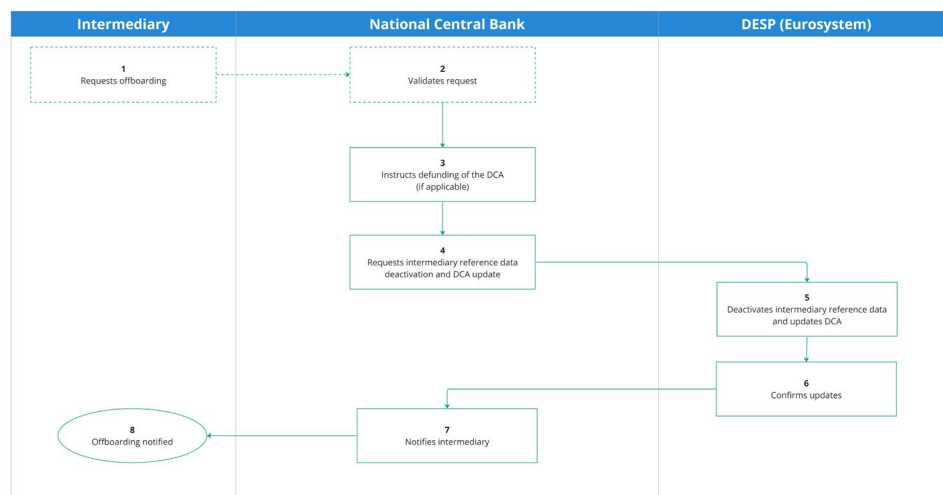 Intermediary
National Central Bank
DESP (Eurosystem)
1
Requests offboarding
2
Validates request
3
Instructs defunding of the DCA
(if applicable)
4
Requests intermediary reference data
deactivation and DCA update
5
Deactivates intermediary reference data
and updates DCA
6
Confirms updates
7
Notifies intermediary
8
Offboarding notified